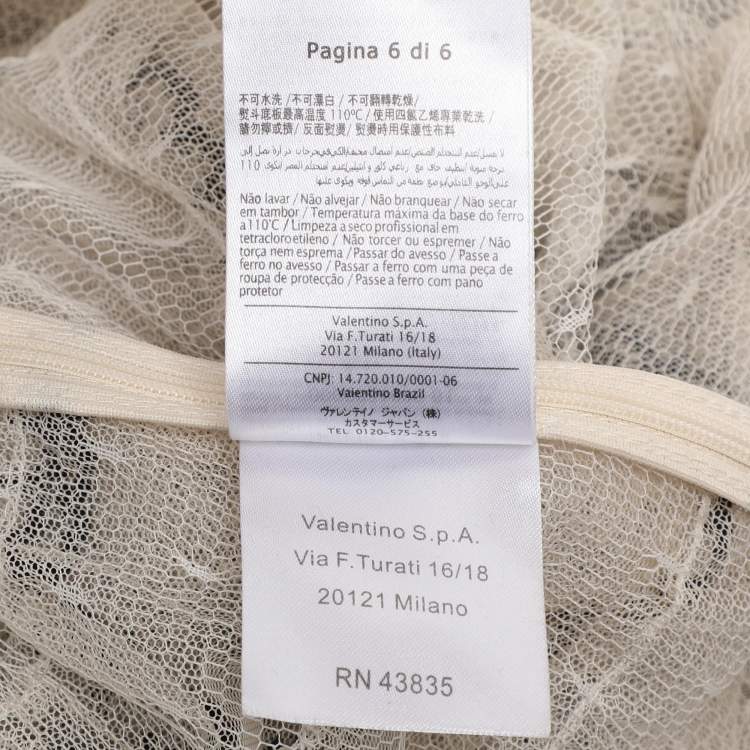 Pagina 6 di 6
不可水洗 /不可漂白 / 不可翻轉乾燥/
熨斗底板最高溫度 110ºC / 使用四氯乙烯專業乾洗 /
請勿擰或擠 / 反面熨燙 / 熨燙時用保護性布料
110
Não lavar / Não alvejar / Não branquear / Não secar
em tambor / Temperatura máxima da base do ferro
a 110˚C / Limpeza a seco profissional em
tetracloroetileno / Não torcer ou espremer / Não
torça nem esprema / Passar do avesso / Passe a
ferro no avesso / Passar a ferro com uma peça de
roupa de protecção / Passe a ferro com pano
protetor
Valentino S.p.A.
Via F.Turati 16/18
20121 Milano (Italy)
CNPJ: 14.720.010/0001-06
Valentino Brazil
ヴァレンティノ ジャパン (株)
カスタマーサービス
TEL 0120-575-255
Valentino S.p.A.
Via F.Turati 16/18
20121 Milano
RN 43835